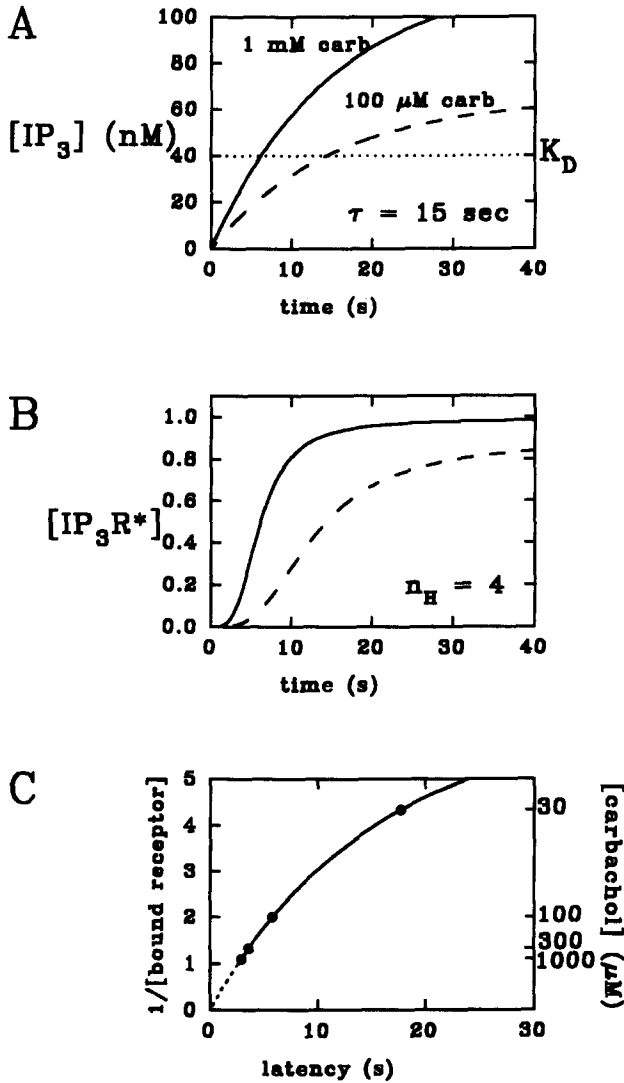 A
100
80
60
40
20
0
[IP₃] (nM)
1 mM carb
100 μM carb
K_D
τ = 15 sec
0 10 20 30 40
time (s)
B
1.0
0.8
0.6
0.4
0.2
0.0
[IP₃R*]
n_H = 4
0 10 20 30 40
time (s)
C
5
4
3
2
1
0
1/[bound receptor]
30
100
300
1000
[carbachol] (μM)
0 10 20 30
latency (s)